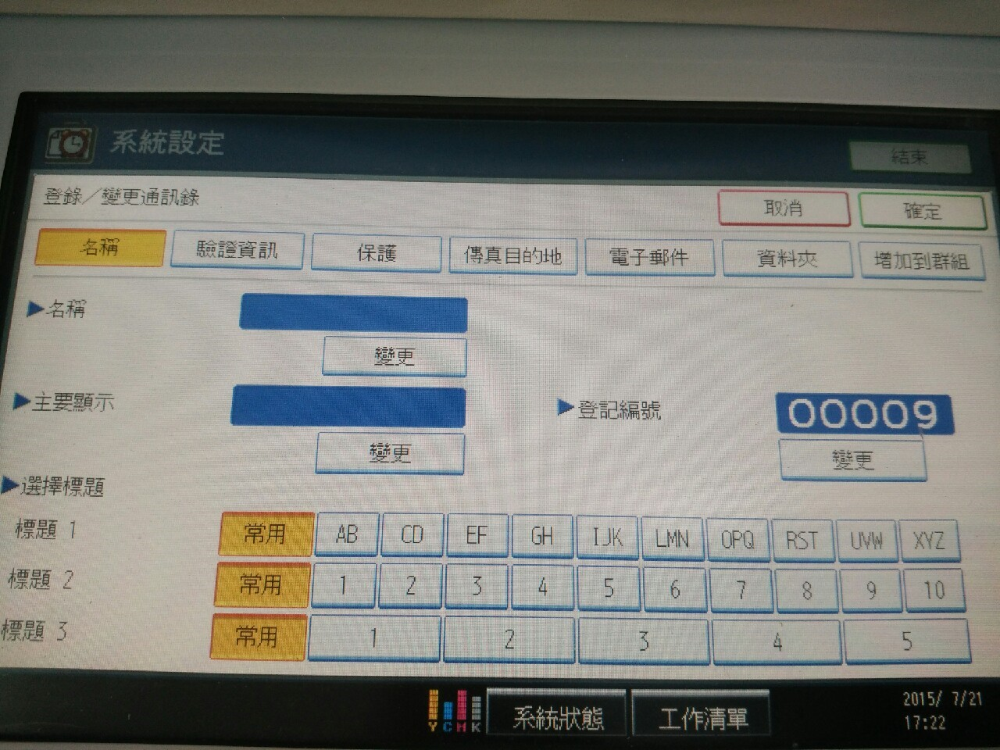 系統設定
結束
登錄／變更通訊錄
取消
確定
名稱 驗證資訊 保護 傳真目的地 電子郵件 資料夾 增加到群組
▶名稱
變更
▶主要顯示
▶登記編號 00009
變更 變更
▶選擇標題
標題 1 常用 AB CD EF GH IJK LMN OPQ RST UVW XYZ
標題 2 常用 1 2 3 4 5 6 7 8 9 10
標題 3 常用 1 2 3 4 5
Y C M K 系統狀態 工作清單
2015/ 7/21
17:22